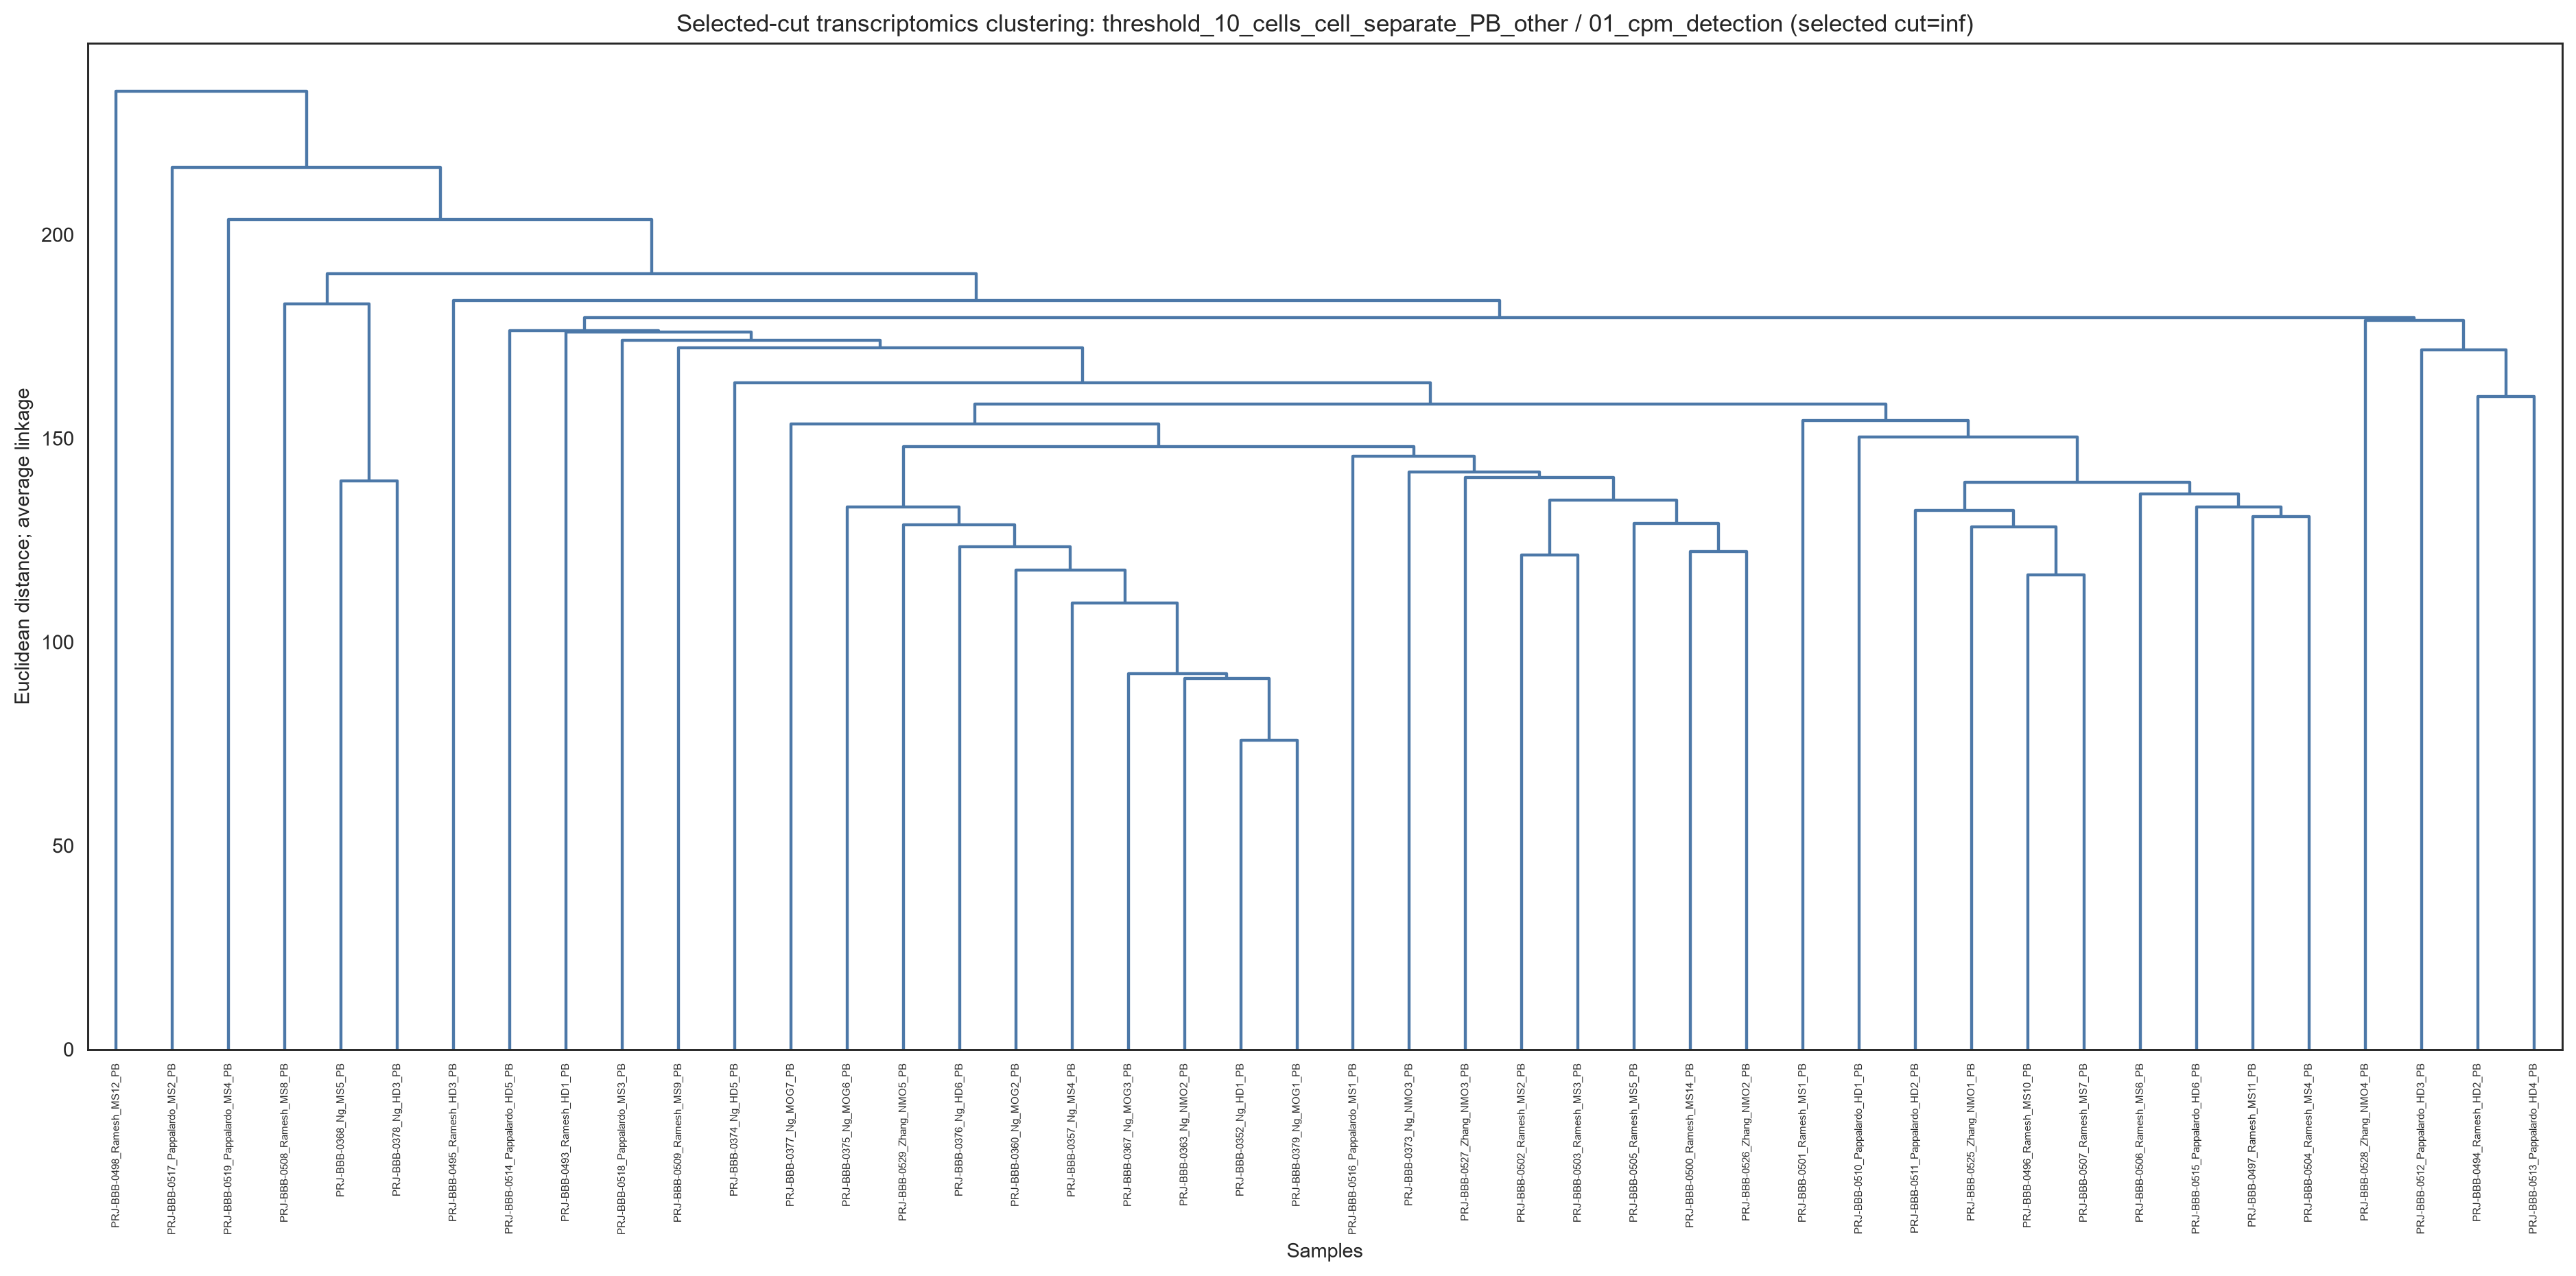 Selected-cut transcriptomics clustering: threshold_10_cells_cell_separate_PB_other / 01_cpm_detection (selected cut=inf)
Euclidean distance; average linkage
200
150
100
50
0
PRJ-BBB-0498_Ramesh_MS12_PB
PRJ-BBB-0517_Pappalardo_MS2_PB
PRJ-BBB-0519_Pappalardo_MS4_PB
PRJ-BBB-0508_Ramesh_MS8_PB
PRJ-BBB-0368_Ng_MS5_PB
PRJ-BBB-0378_Ng_HD3_PB
PRJ-BBB-0495_Ramesh_HD3_PB
PRJ-BBB-0514_Pappalardo_HD5_PB
PRJ-BBB-0493_Ramesh_HD1_PB
PRJ-BBB-0518_Pappalardo_MS3_PB
PRJ-BBB-0509_Ramesh_MS9_PB
PRJ-BBB-0374_Ng_HD5_PB
PRJ-BBB-0377_Ng_MOG7_PB
PRJ-BBB-0375_Ng_MOG6_PB
PRJ-BBB-0529_Zhang_NMO5_PB
PRJ-BBB-0376_Ng_HD6_PB
PRJ-BBB-0360_Ng_MOG2_PB
PRJ-BBB-0357_Ng_MS4_PB
PRJ-BBB-0367_Ng_MOG3_PB
PRJ-BBB-0363_Ng_NMO2_PB
PRJ-BBB-0352_Ng_HD1_PB
PRJ-BBB-0379_Ng_MOG1_PB
PRJ-BBB-0516_Pappalardo_MS1_PB
PRJ-BBB-0373_Ng_NMO3_PB
PRJ-BBB-0527_Zhang_NMO3_PB
PRJ-BBB-0502_Ramesh_MS2_PB
PRJ-BBB-0503_Ramesh_MS3_PB
PRJ-BBB-0505_Ramesh_MS5_PB
PRJ-BBB-0500_Ramesh_MS14_PB
PRJ-BBB-0526_Zhang_NMO2_PB
PRJ-BBB-0501_Ramesh_MS1_PB
PRJ-BBB-0510_Pappalardo_HD1_PB
PRJ-BBB-0511_Pappalardo_HD2_PB
PRJ-BBB-0525_Zhang_NMO1_PB
PRJ-BBB-0496_Ramesh_MS10_PB
PRJ-BBB-0507_Ramesh_MS7_PB
PRJ-BBB-0506_Ramesh_MS6_PB
PRJ-BBB-0515_Pappalardo_HD6_PB
PRJ-BBB-0497_Ramesh_MS11_PB
PRJ-BBB-0504_Ramesh_MS4_PB
PRJ-BBB-0528_Zhang_NMO4_PB
PRJ-BBB-0512_Pappalardo_HD3_PB
PRJ-BBB-0494_Ramesh_HD2_PB
PRJ-BBB-0513_Pappalardo_HD4_PB
Samples